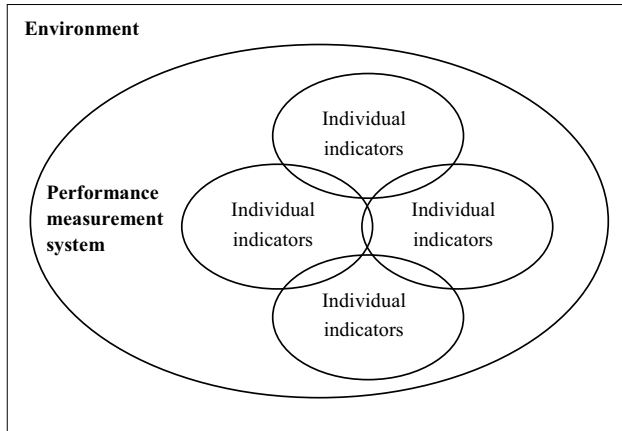 Environment
Individual
indicators
Performance
measurement
system
Individual
indicators
Individual
indicators
Individual
indicators